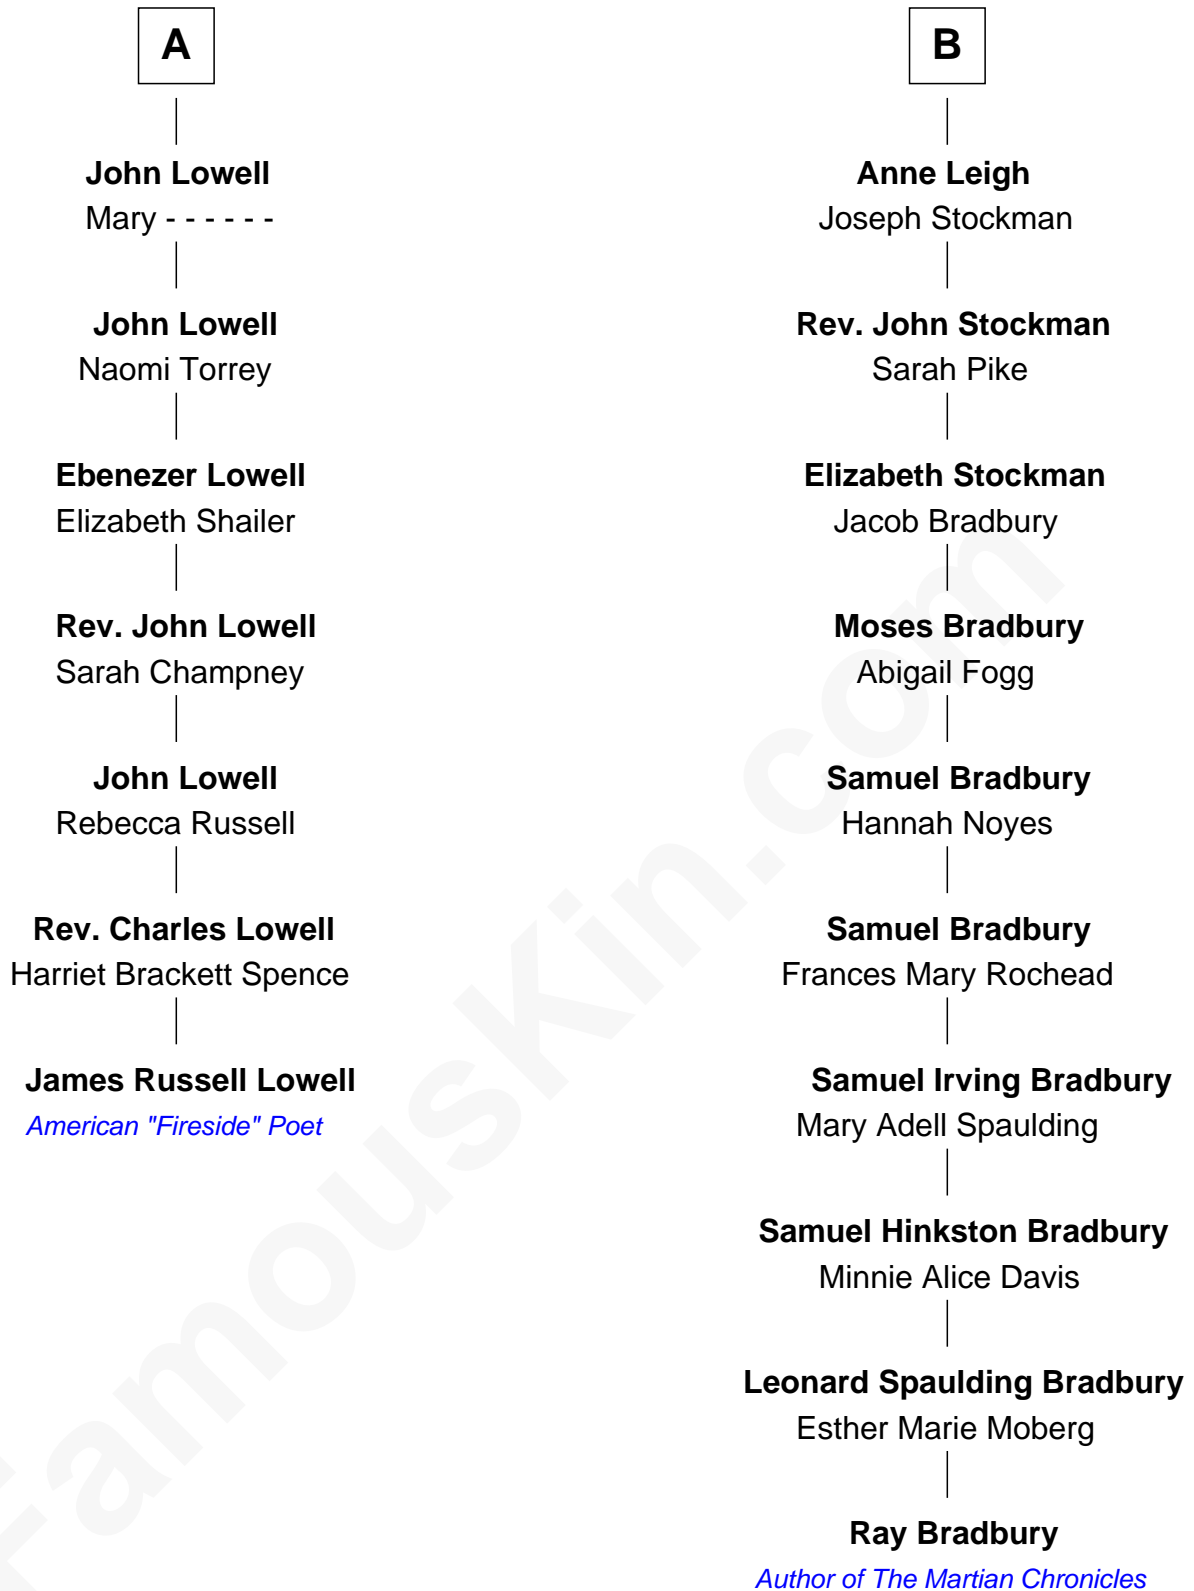 A
John Lowell
Mary - - - - - -
John Lowell
Naomi Torrey
Ebenezer Lowell
Elizabeth Shailer
Rev. John Lowell
Sarah Champney
John Lowell
Rebecca Russell
Rev. Charles Lowell
Harriet Brackett Spence
James Russell Lowell
American "Fireside" Poet
B
Anne Leigh
Joseph Stockman
Rev. John Stockman
Sarah Pike
Elizabeth Stockman
Jacob Bradbury
Moses Bradbury
Abigail Fogg
Samuel Bradbury
Hannah Noyes
Samuel Bradbury
Frances Mary Rochead
Samuel Irving Bradbury
Mary Adell Spaulding
Samuel Hinkston Bradbury
Minnie Alice Davis
Leonard Spaulding Bradbury
Esther Marie Moberg
Ray Bradbury
Author of The Martian Chronicles
FamousKin.com